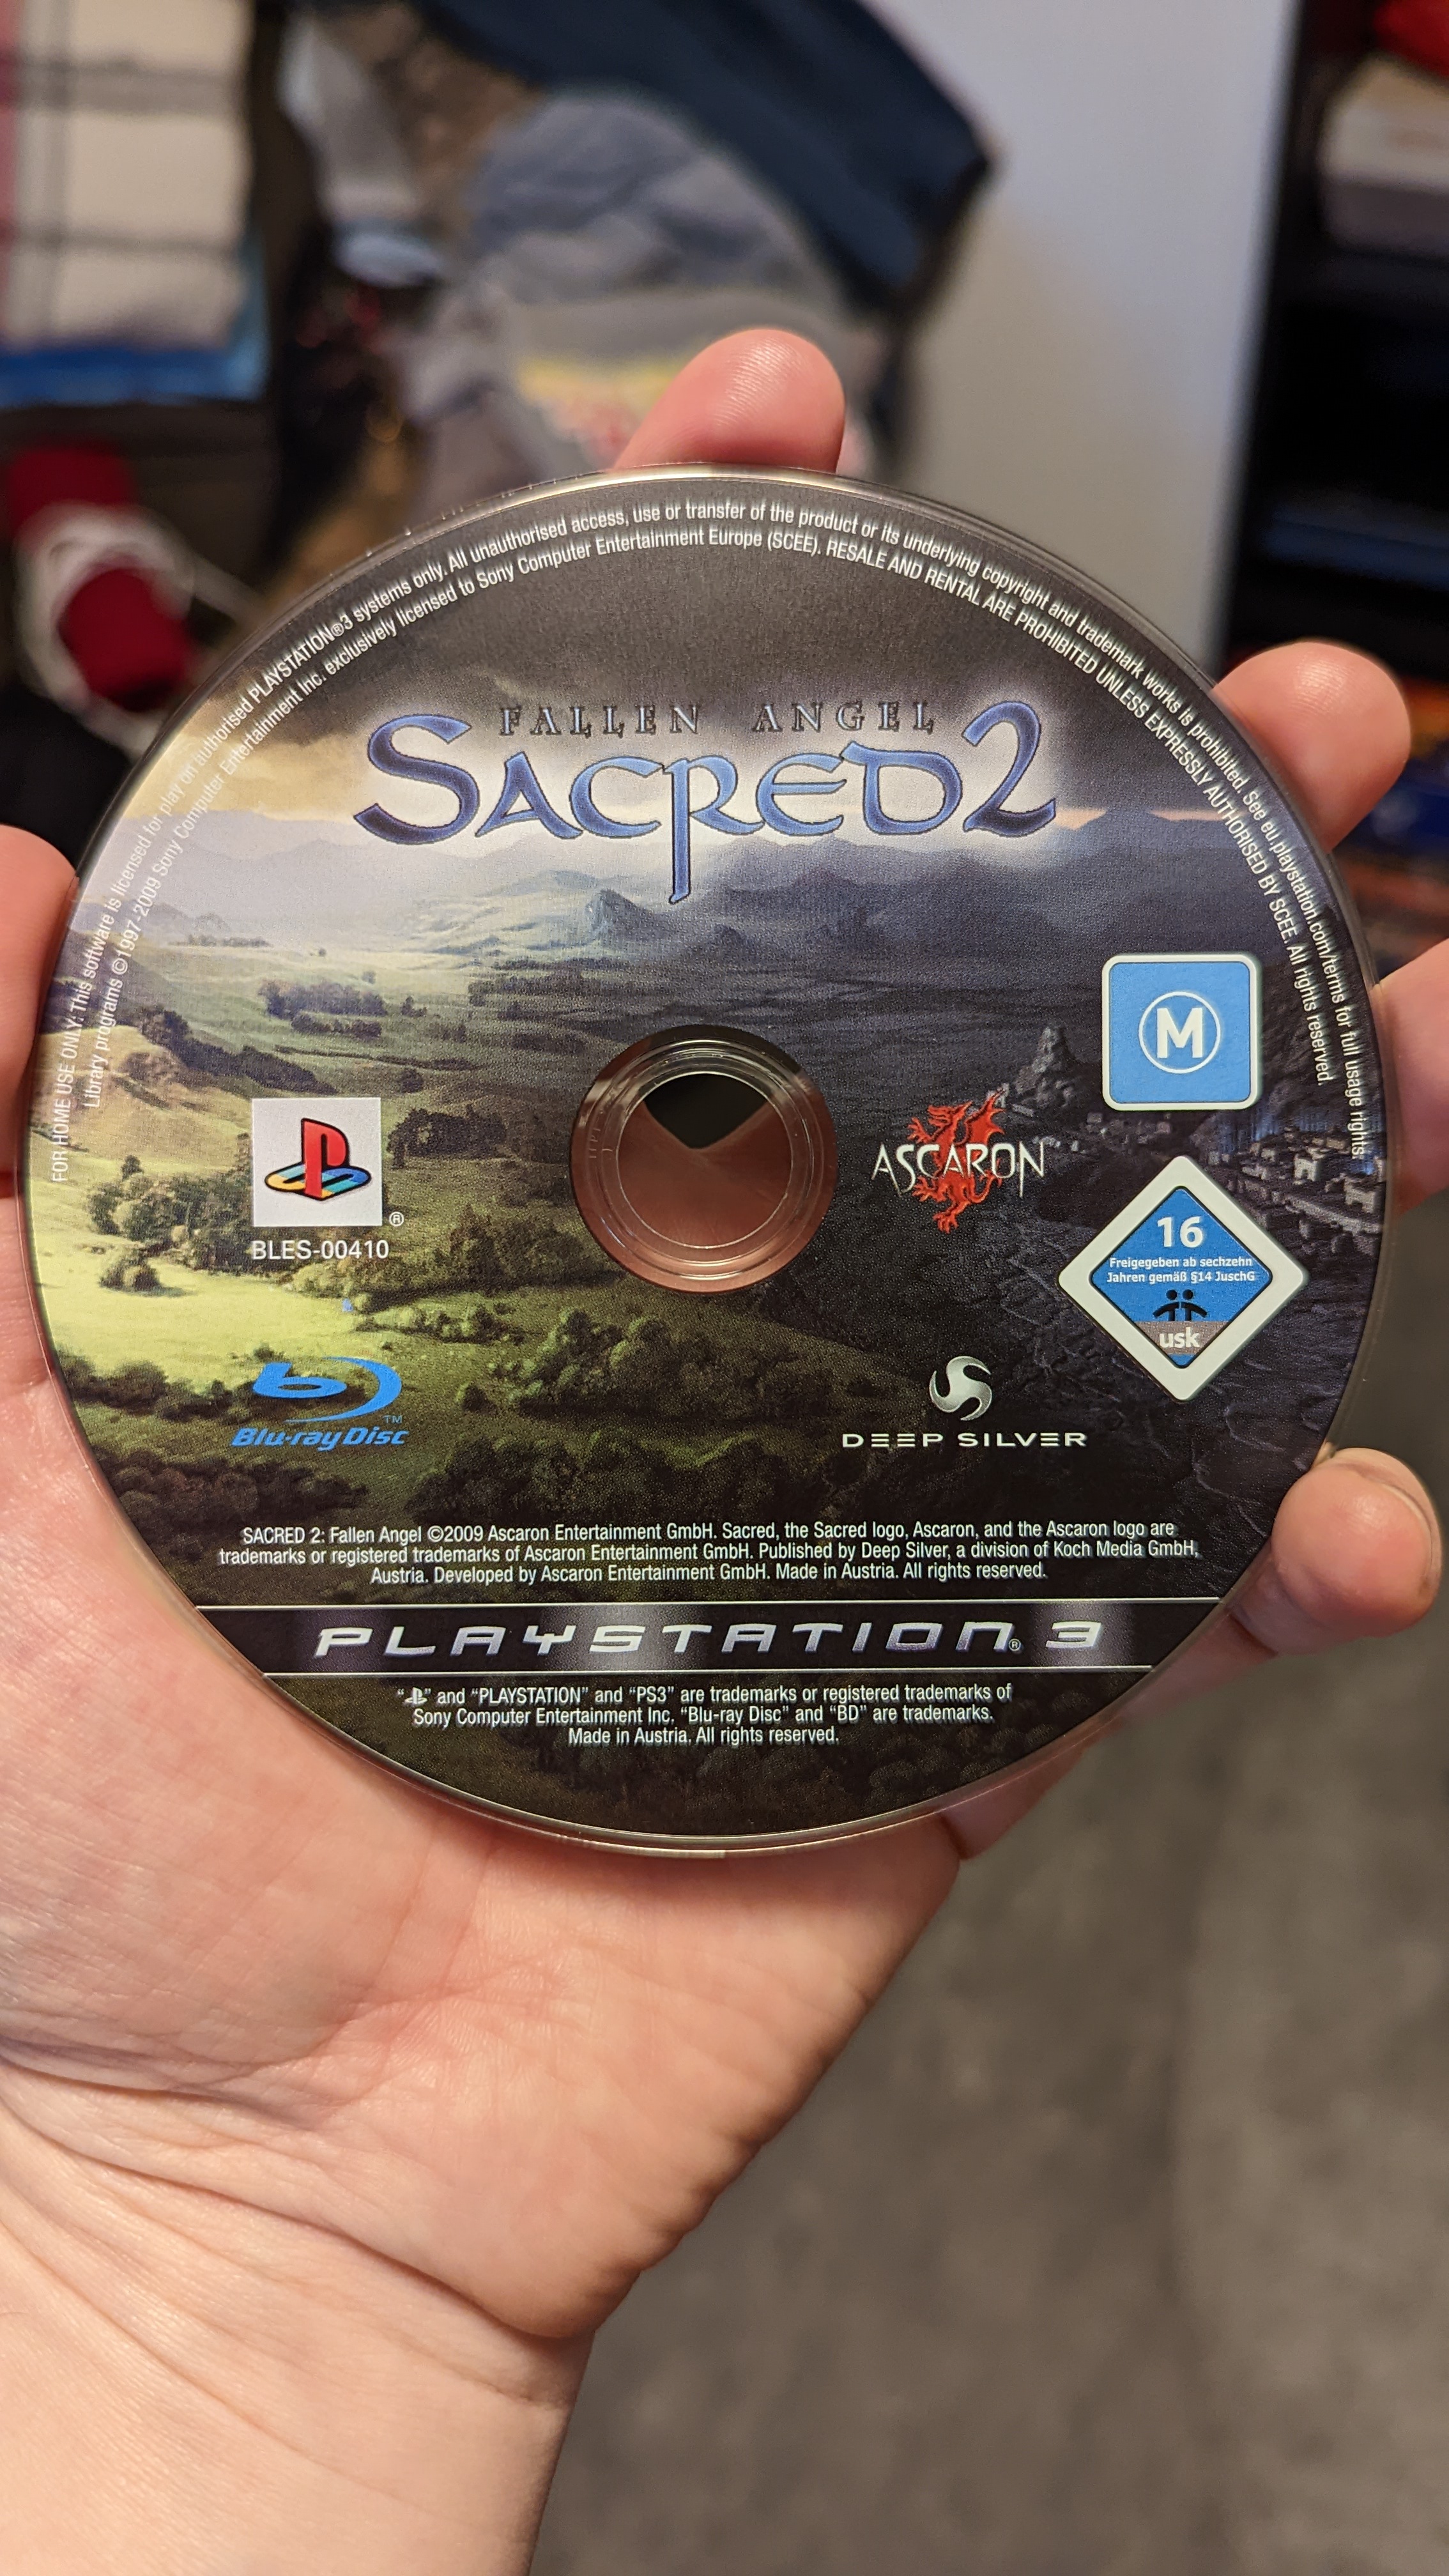 FOR HOME USE ONLY. This software is licensed for play on authorised PLAYSTATION®3 systems only. All unauthorised access, use or transfer of the product or its underlying copyright and trademark works is prohibited. See eu.playstation.com/terms for full usage rights.
Library programs ©1997-2009 Sony Computer Entertainment Inc. exclusively licensed to Sony Computer Entertainment Europe (SCEE). RESALE AND RENTAL ARE PROHIBITED UNLESS EXPRESSLY AUTHORISED BY SCEE. All rights reserved.
FALLEN ANGEL
SACRED 2
M
ASCARON
®
BLES-00410
16
Freigegeben ab sechzehn
Jahren gemäß §14 JuschG
usk
TM
Blu-ray Disc
DEEP SILVER
SACRED 2: Fallen Angel ©2009 Ascaron Entertainment GmbH. Sacred, the Sacred logo, Ascaron, and the Ascaron logo are
trademarks or registered trademarks of Ascaron Entertainment GmbH. Published by Deep Silver, a division of Koch Media GmbH,
Austria. Developed by Ascaron Entertainment GmbH. Made in Austria. All rights reserved.
PLAYSTATION® 3
“ ” and “PLAYSTATION” and “PS3” are trademarks or registered trademarks of
Sony Computer Entertainment Inc. “Blu-ray Disc” and “BD” are trademarks.
Made in Austria. All rights reserved.